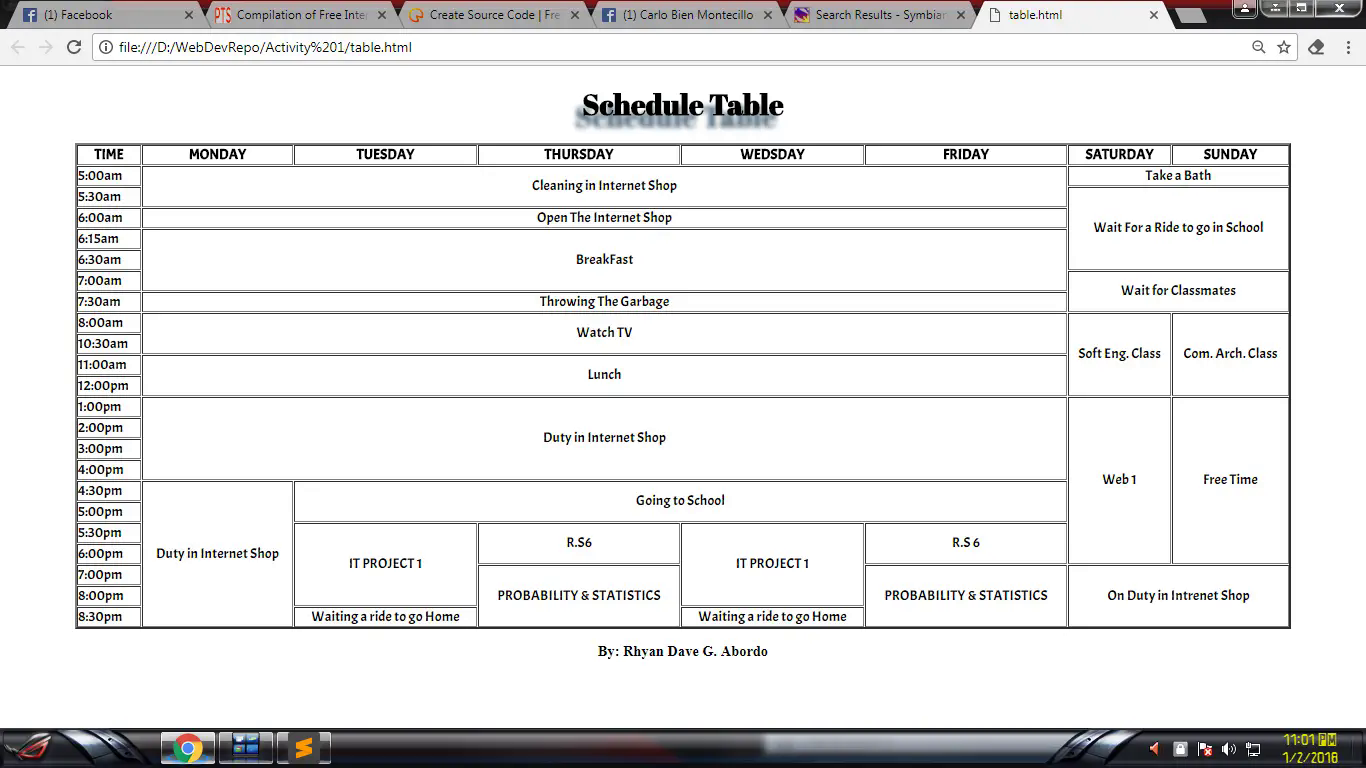 (1) Facebook
Compilation of Free Inte
Create Source Code | Fre
(1) Carlo Bien Montecillo
Search Results - Symbian
table.html
file:///D:/WebDevRepo/Activity%201/table.html
Schedule Table
TIME MONDAY TUESDAY THURSDAY WEDSDAY FRIDAY SATURDAY SUNDAY
5:00am Cleaning in Internet Shop Take a Bath
5:30am Wait For a Ride to go in School
6:00am Open The Internet Shop
6:15am BreakFast
6:30am
7:00am Wait for Classmates
7:30am Throwing The Garbage
8:00am Watch TV Soft Eng. Class Com. Arch. Class
10:30am
11:00am Lunch
12:00pm
1:00pm Duty in Internet Shop Web 1 Free Time
2:00pm
3:00pm
4:00pm
4:30pm Duty in Internet Shop Going to School
5:00pm
5:30pm IT PROJECT 1 R.S6 IT PROJECT 1 R.S 6
6:00pm
7:00pm PROBABILITY & STATISTICS PROBABILITY & STATISTICS On Duty in Intrenet Shop
8:00pm
8:30pm Waiting a ride to go Home Waiting a ride to go Home
By: Rhyan Dave G. Abordo
11:01 PM
1/2/2018